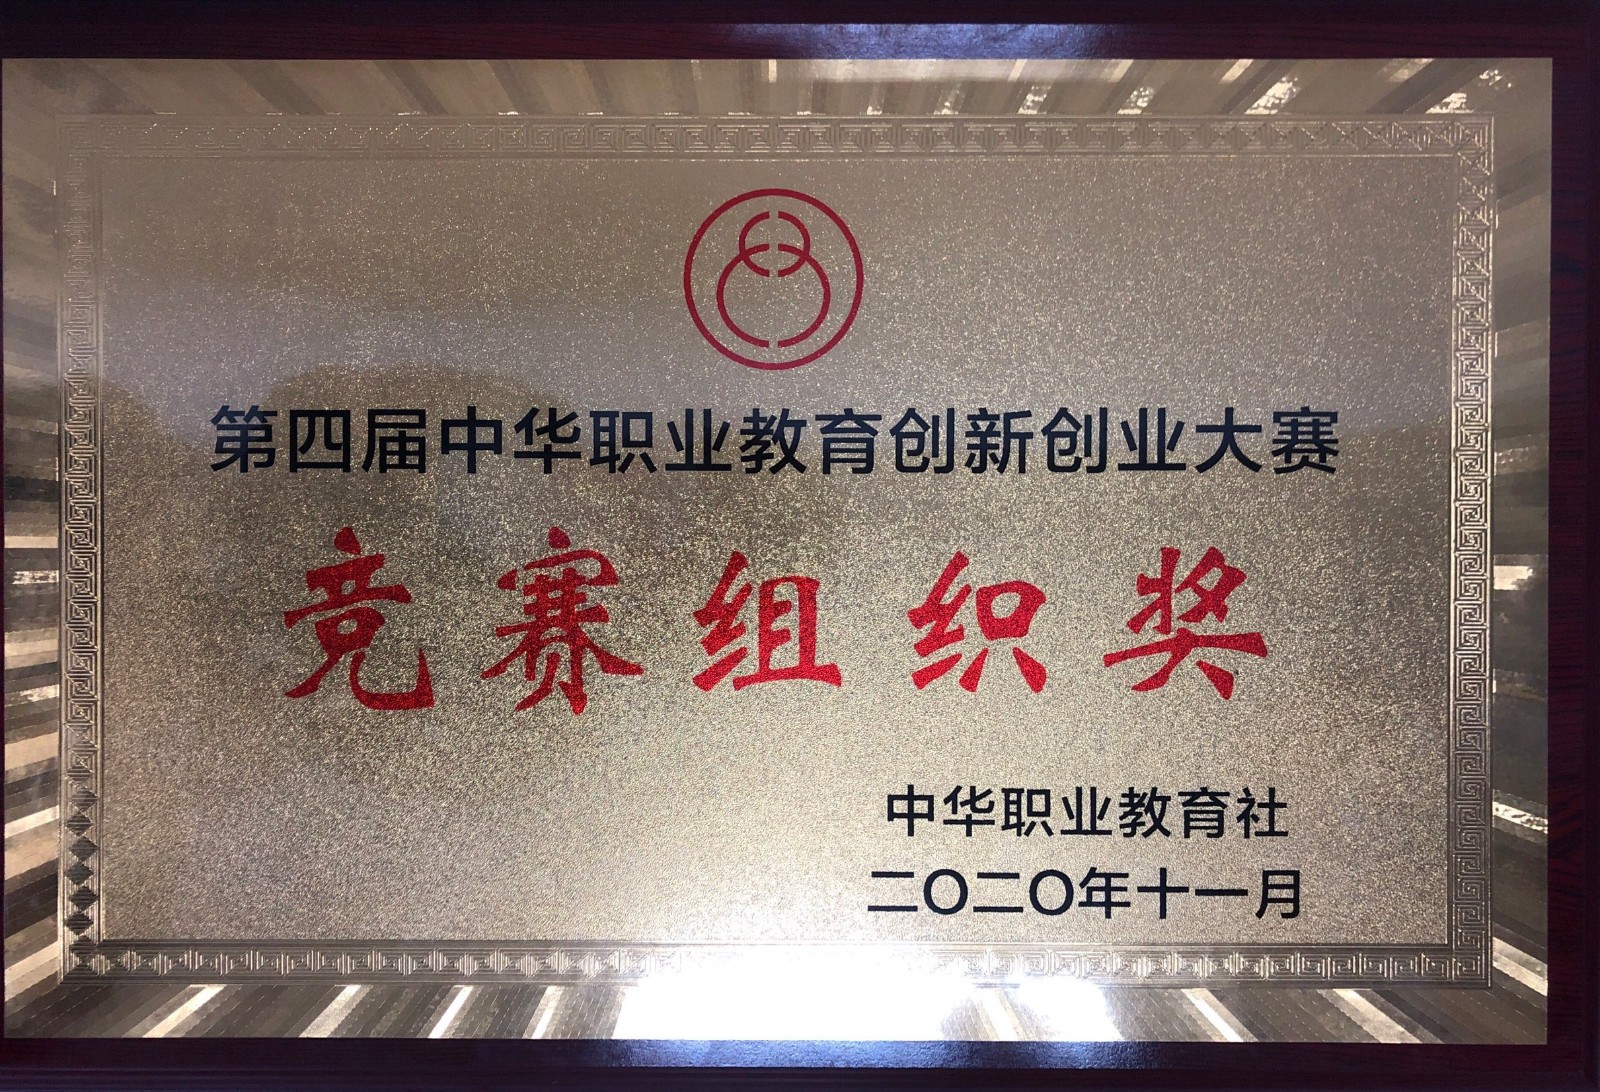 第四届中华职业教育创新创业大赛
竞赛组织奖
中华职业教育社
二〇二〇年十一月